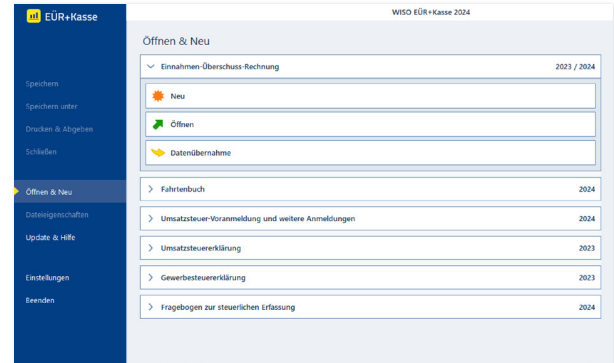 EÜR+Kasse
WISO EÜR+Kasse 2024
Speichern
Speichern unter
Drucken & Abgeben
Schließen
Öffnen & Neu
Dateieigenschaften
Update & Hilfe
Einstellungen
Beenden
Öffnen & Neu
Einnahmen-Überschuss-Rechnung 2023 / 2024
Neu
Öffnen
Datenübernahme
Fahrtenbuch 2024
Umsatzsteuer-Voranmeldung und weitere Anmeldungen 2024
Umsatzsteuererklärung 2023
Gewerbesteuererklärung 2023
Fragebogen zur steuerlichen Erfassung 2024